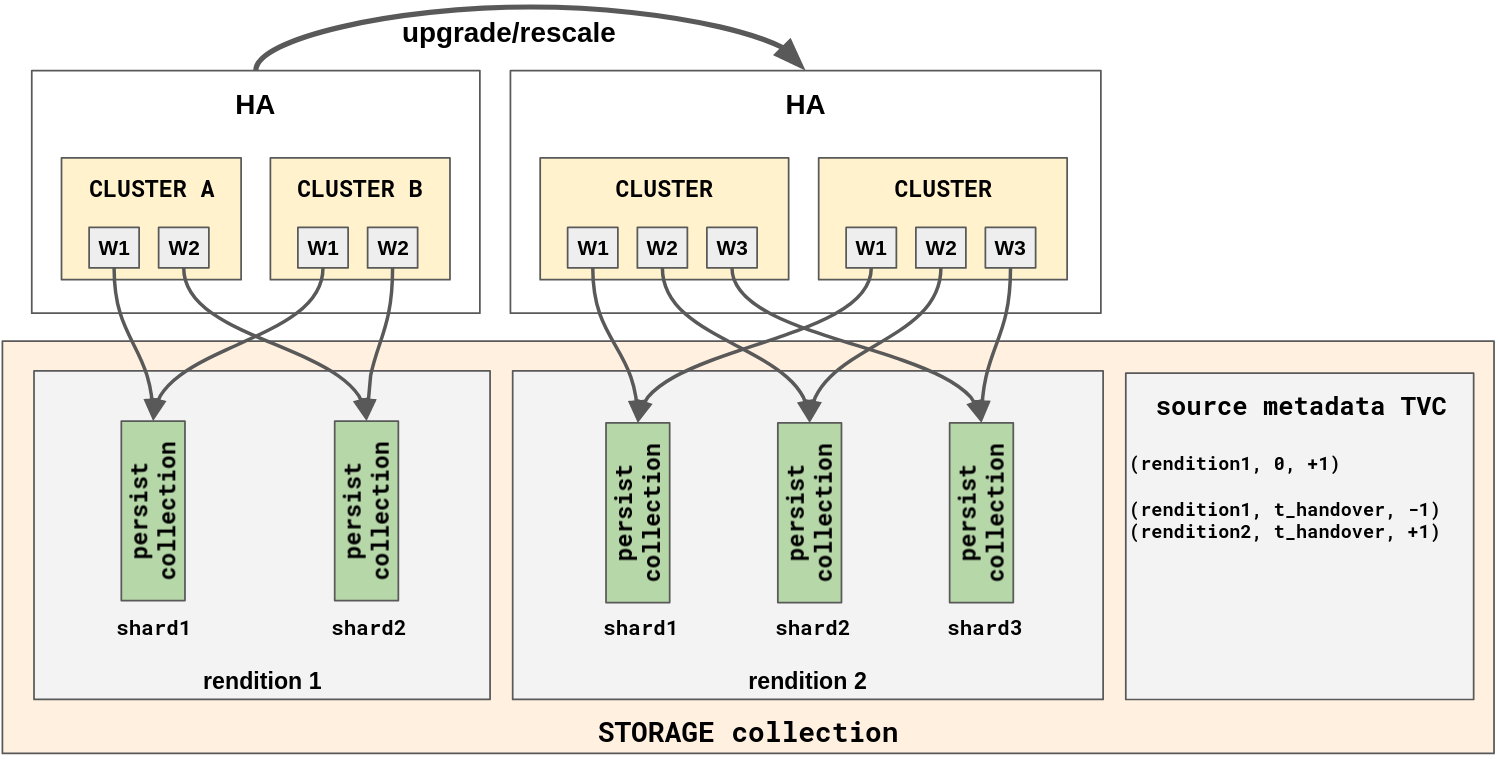 upgrade/rescale
HA
CLUSTER A
W1 W2
CLUSTER B
W1 W2
HA
CLUSTER
W1 W2 W3
CLUSTER
W1 W2 W3
persist
collection
shard1
persist
collection
shard2
rendition 1
persist
collection
shard1
persist
collection
shard2
persist
collection
shard3
rendition 2
source metadata TVC
(rendition1, 0, +1)
(rendition1, t_handover, -1)
(rendition2, t_handover, +1)
STORAGE collection